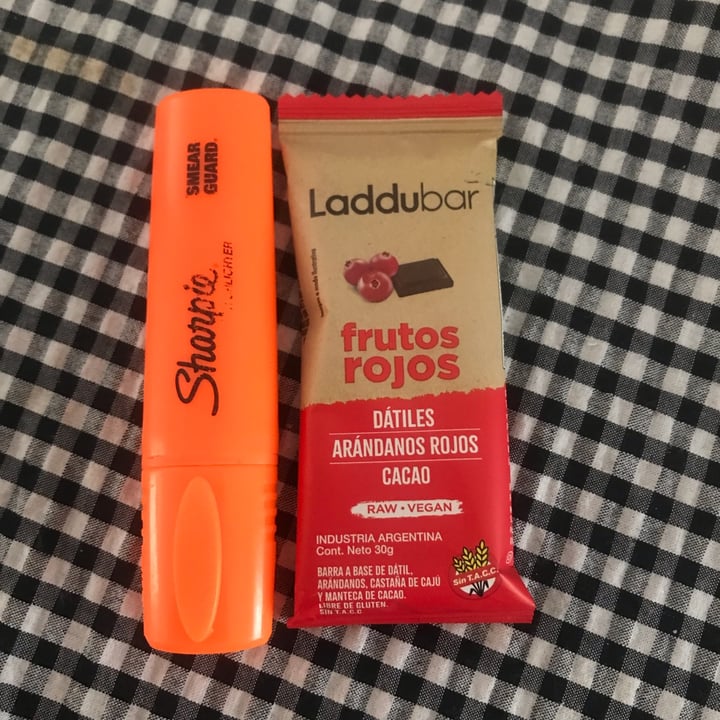 SMEAR
GUARD
Sharpie
Laddubar
frutos
rojos
DÁTILES
ARÁNDANOS ROJOS
CACAO
RAW • VEGAN
INDUSTRIA ARGENTINA
Cont. Neto 30g
BARRA A BASE DE DÁTIL,
ARÁNDANOS, CASTAÑA DE CAJÚ
Y MANTECA DE CACAO.
LIBRE DE GLUTEN.
SIN T.A.C.C
Sin T.A.C.C.